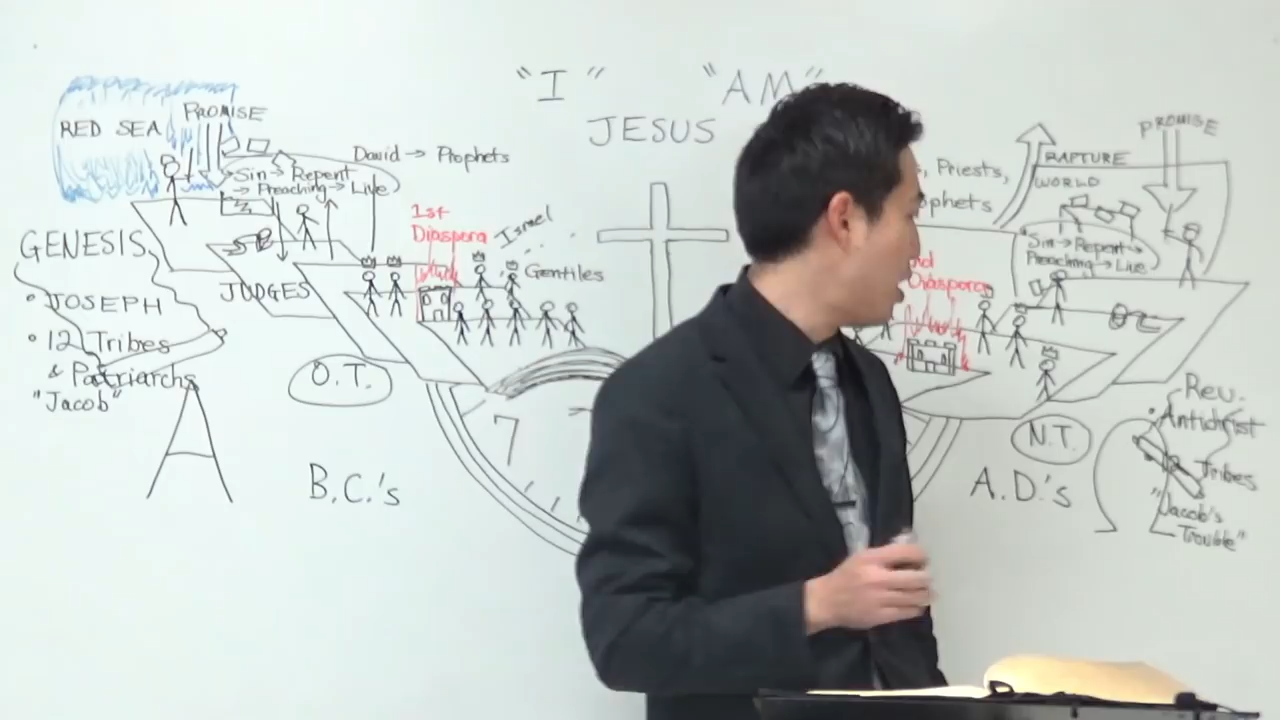 "I"
"AM"
JESUS
RED SEA
PROMISE
Sin → Repent
→ Preaching → Live
David → Prophets
GENESIS
• JOSEPH
• 12 Tribes
& Patriarchs
"Jacob"
JUDGES
1st
Diaspora
Israel
Gentiles
O.T.
B.C.'s
7
A
, Priests,
RAPTURE
WORLD
PROMISE
Sin → Repent →
Preaching → Live
Diaspora
N.T.
A.D.'s
Rev.
• Antichrist
Tribes
"Jacob's
Trouble"